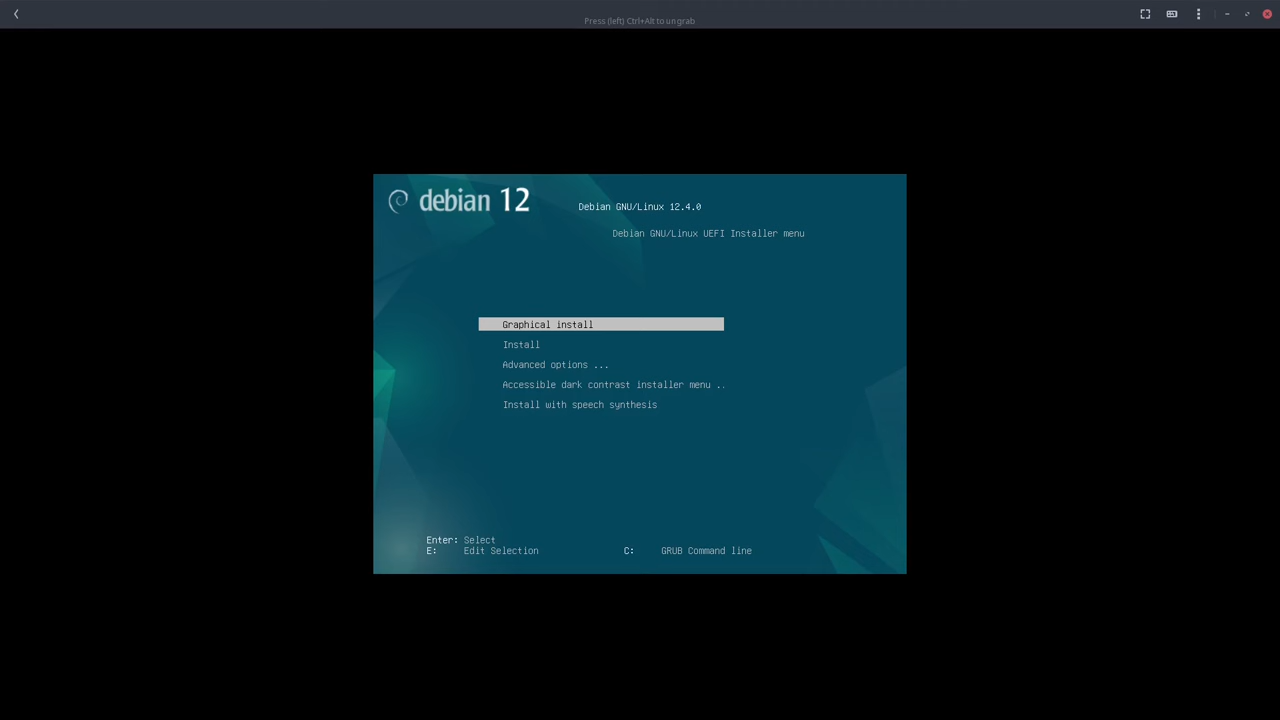 Press (left) Ctrl+Alt to ungrab
debian 12
Debian GNU/Linux 12.4.0
Debian GNU/Linux UEFI Installer menu
Graphical install
Install
Advanced options ...
Accessible dark contrast installer menu ..
Install with speech synthesis
Enter: Select
E: Edit Selection C: GRUB Command line